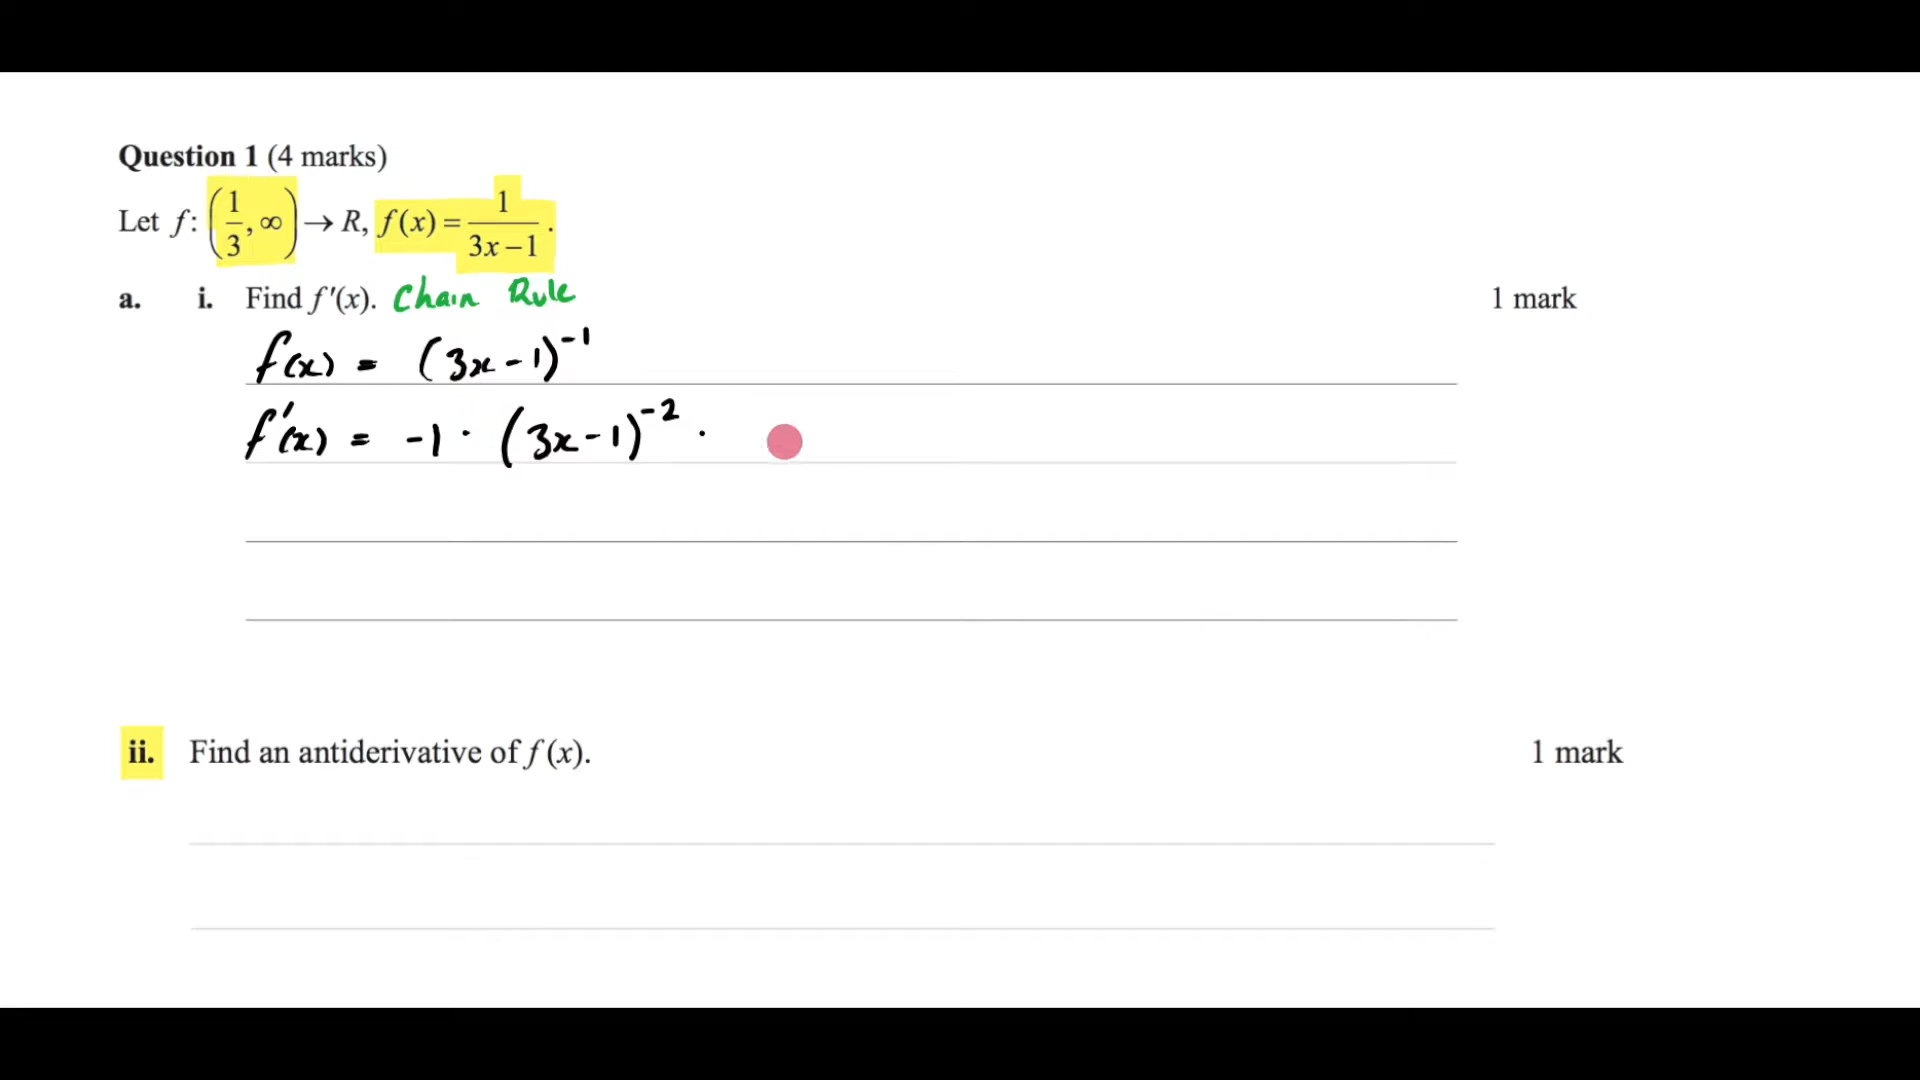 Question 1 (4 marks)
Let f: (1/3, ∞) → R, f(x) = 1/(3x − 1).
a. i. Find f′(x). Chain Rule 1 mark
f(x) = (3x − 1)⁻¹
f′(x) = −1 · (3x − 1)⁻² ·
ii. Find an antiderivative of f(x). 1 mark